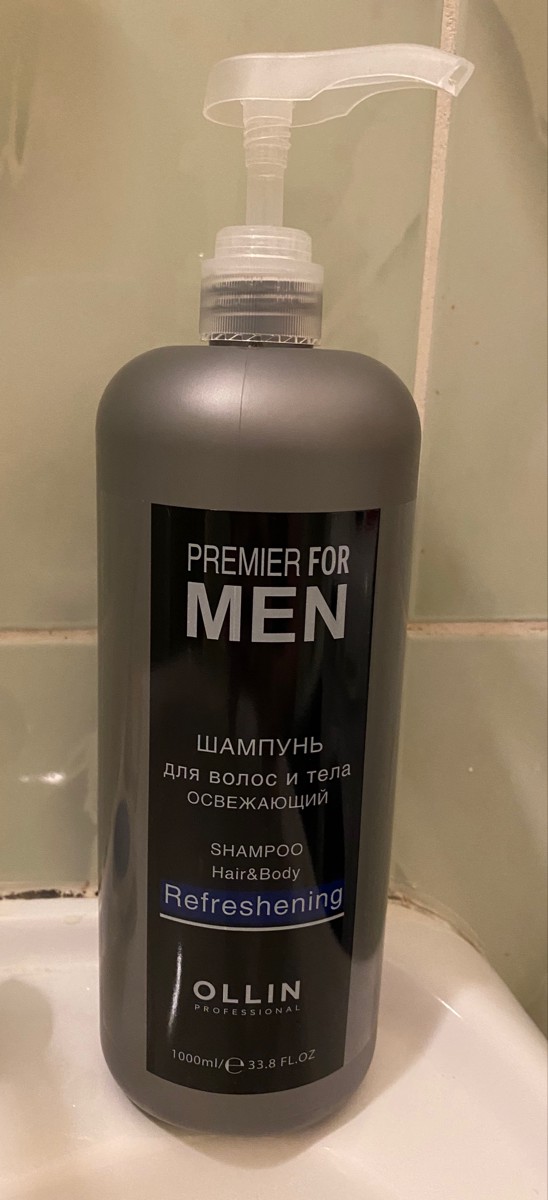 PREMIER FOR
MEN
ШАМПУНЬ
для волос и тела
ОСВЕЖАЮЩИЙ
SHAMPOO
Hair&Body
Refreshening
OLLIN
PROFESSIONAL
1000ml/℮ 33.8 FL.OZ